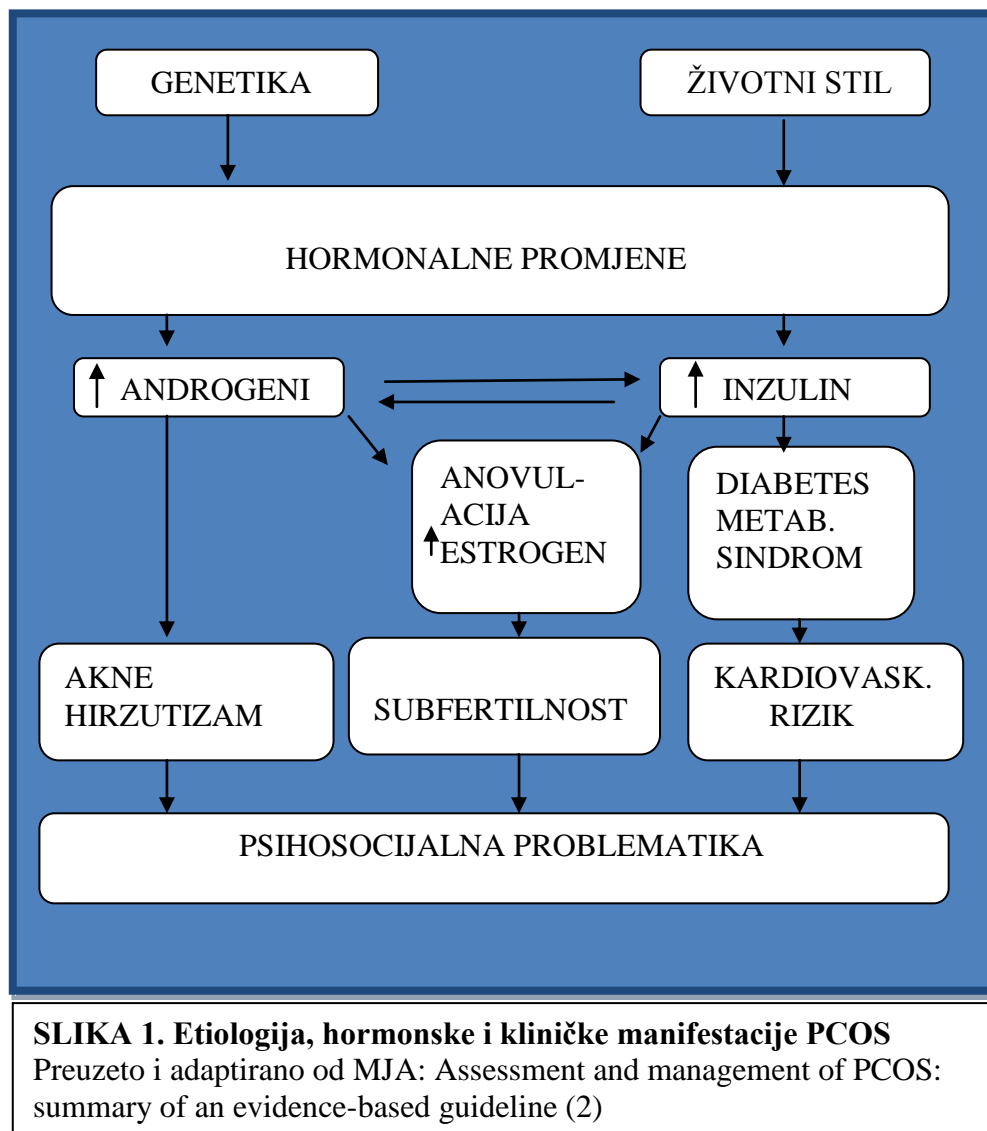 GENETIKA
ŽIVOTNI STIL
HORMONALNE PROMJENE
ANDROGENI
INZULIN
ANOVUL-
ACIJA
ESTROGEN
DIABETES
METAB.
SINDROM
AKNE
HIRZUTIZAM
SUBFERTILNOST
KARDIOVASK.
RIZIK
PSIHOSOCIJALNA PROBLEMATIKA
SLIKA 1. Etiologija, hormonske i kliničke manifestacije PCOS
Preuzeto i adaptirano od MJA: Assessment and management of PCOS:
summary of an evidence-based guideline (2)